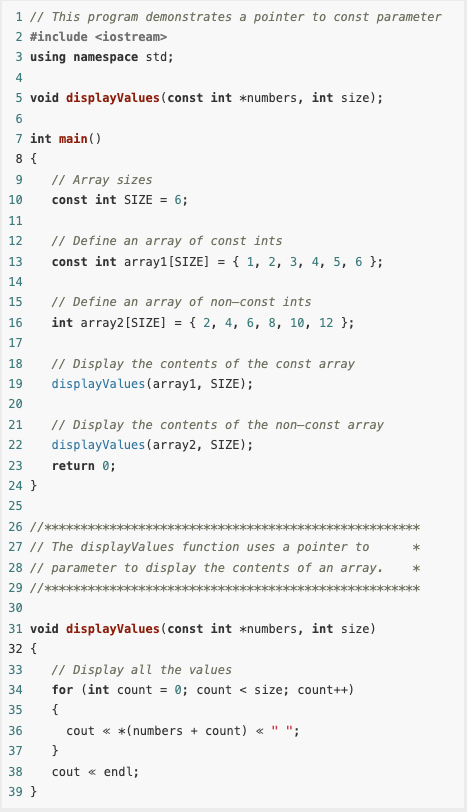 1 // This program demonstrates a pointer to const parameter
2 #include <iostream>
3 using namespace std;
4
5 void displayValues(const int *numbers, int size);
6
7 int main()
8 {
9    // Array sizes
10    const int SIZE = 6;
11
12    // Define an array of const ints
13    const int array1[SIZE] = { 1, 2, 3, 4, 5, 6 };
14
15    // Define an array of non–const ints
16    int array2[SIZE] = { 2, 4, 6, 8, 10, 12 };
17
18    // Display the contents of the const array
19    displayValues(array1, SIZE);
20
21    // Display the contents of the non–const array
22    displayValues(array2, SIZE);
23    return 0;
24 }
25
26 //****************************************************
27 // The displayValues function uses a pointer to      *
28 // parameter to display the contents of an array.    *
29 //****************************************************
30
31 void displayValues(const int *numbers, int size)
32 {
33    // Display all the values
34    for (int count = 0; count < size; count++)
35    {
36      cout « *(numbers + count) « " ";
37    }
38    cout « endl;
39 }